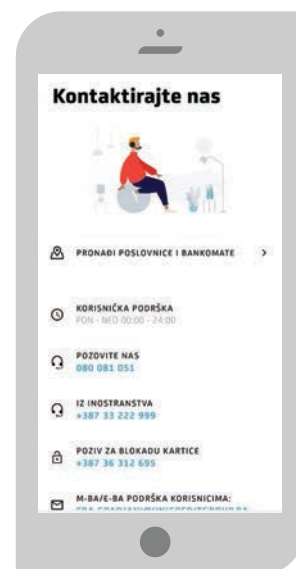 Kontaktirajte nas
PRONAĐI POSLOVNICE I BANKOMATE
KORISNIČKA PODRŠKA
PON - NED 00:00 - 24:00
POZOVITE NAS
080 081 051
IZ INOSTRANSTVA
+387 33 222 999
POZIV ZA BLOKADU KARTICE
+387 36 312 695
M-BA/E-BA PODRŠKA KORISNICIMA: